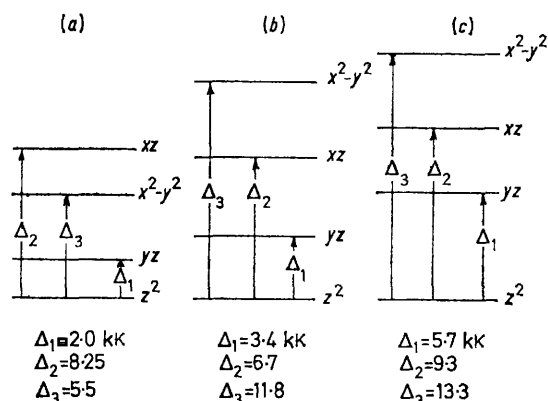 (a)
xz
x²-y²
Δ₂
Δ₃
yz
Δ₁
z²
Δ₁=2·0 kK
Δ₂=8·25
Δ₃=5·5
(b)
x²-y²
xz
Δ₃
Δ₂
yz
Δ₁
z²
Δ₁=3·4 kK
Δ₂=6·7
Δ₃=11·8
(c)
x²-y²
xz
Δ₃
Δ₂
yz
Δ₁
z²
Δ₁=5·7 kK
Δ₂=9·3
Δ₃=13·3